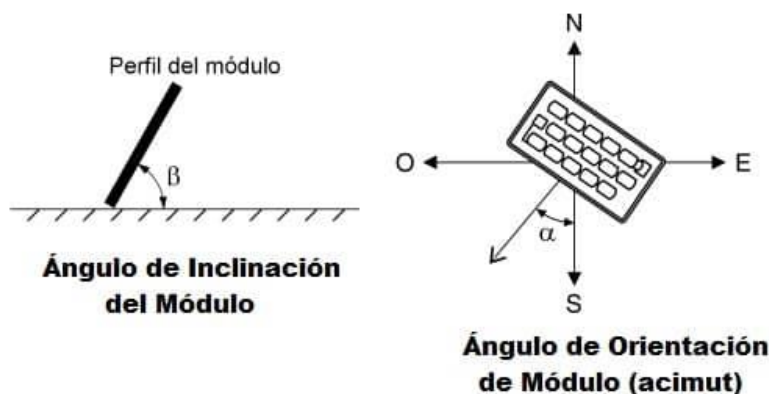 Perfil del módulo
β
Ángulo de Inclinación
del Módulo
N
O
E
α
S
Ángulo de Orientación
de Módulo (acimut)